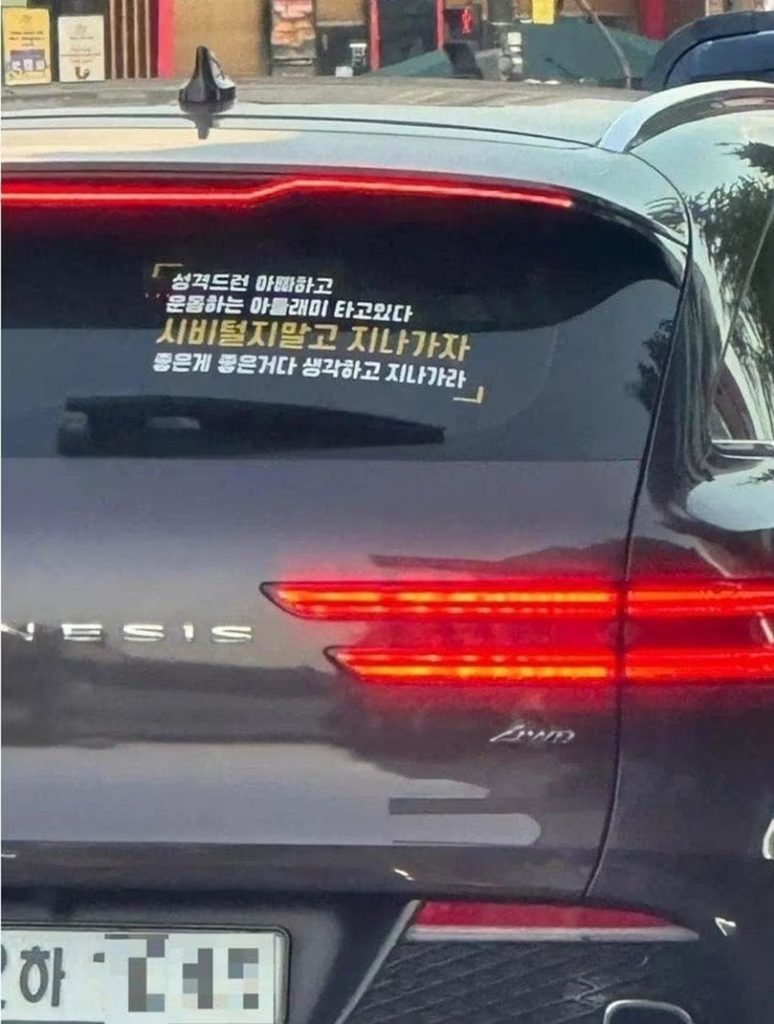 성격드런 아빠하고
운동하는 아들래미 타고있다
시비털지말고 지나가자
좋은게 좋은거다 생각하고 지나가라
NESIS
하